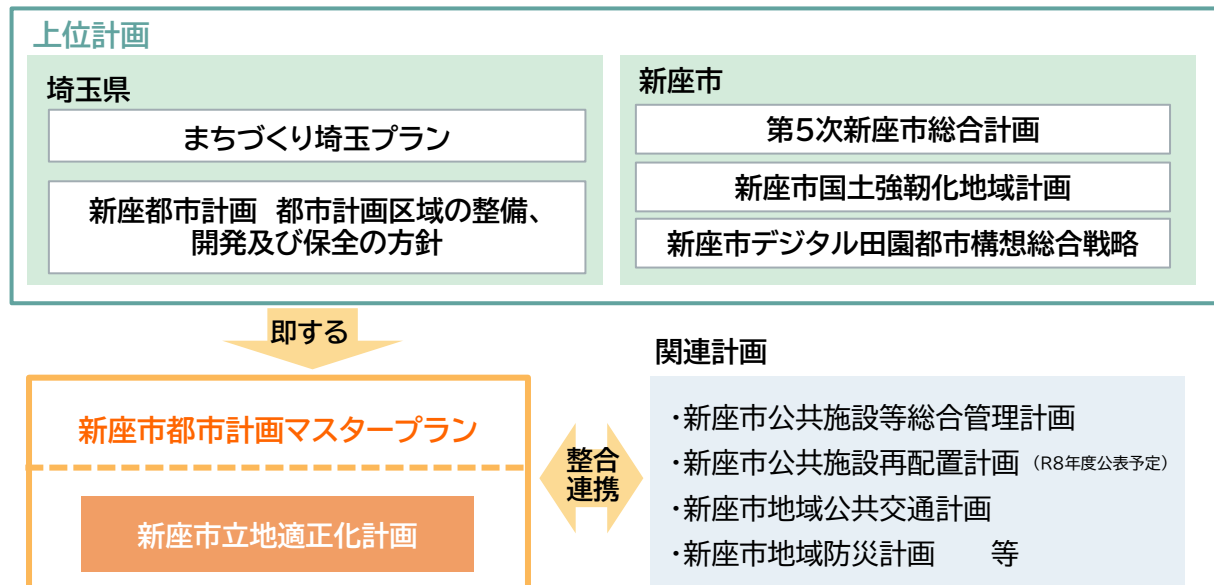 上位計画
埼玉県
まちづくり埼玉プラン
新座都市計画　都市計画区域の整備、
開発及び保全の方針
新座市
第5次新座市総合計画
新座市国土強靭化地域計画
新座市デジタル田園都市構想総合戦略
即する
新座市都市計画マスタープラン
新座市立地適正化計画
整合
連携
関連計画
・新座市公共施設等総合管理計画
・新座市公共施設再配置計画（R8年度公表予定）
・新座市地域公共交通計画
・新座市地域防災計画　　等